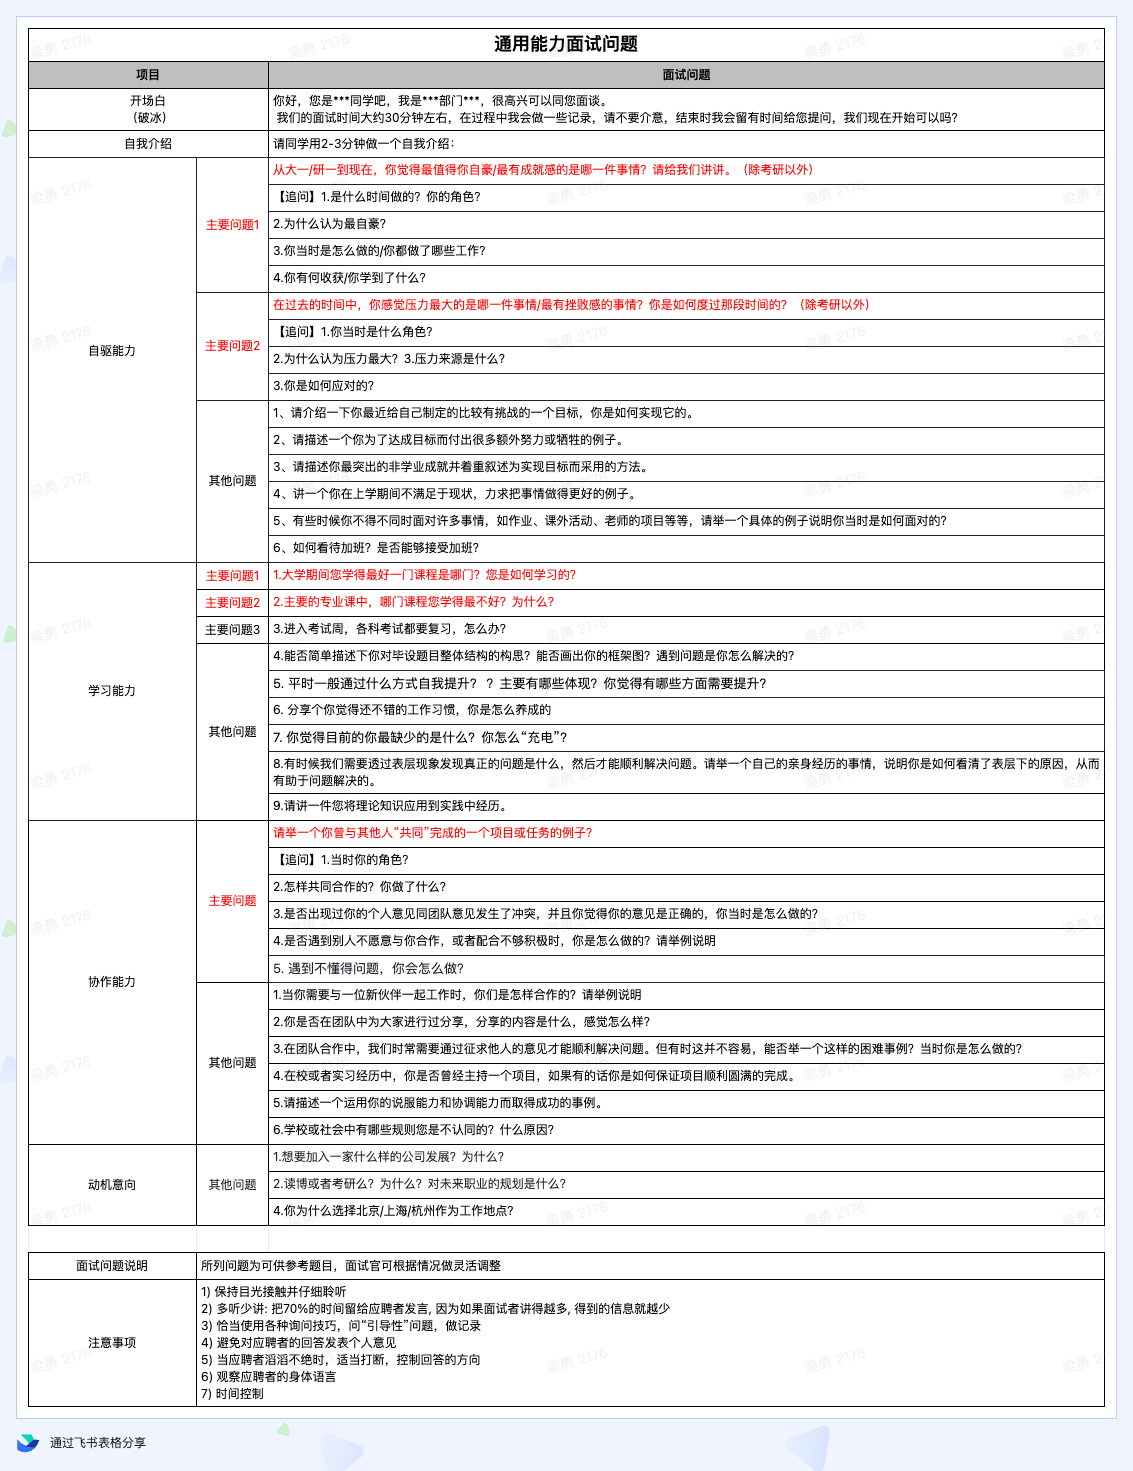 通用能力面试问题
项目
面试问题
开场白
（破冰）
你好，您是***同学吧，我是***部门***，很高兴可以同您面谈。
我们的面试时间大约30分钟左右，在过程中我会做一些记录，请不要介意，结束时我会留有时间给您提问，我们现在开始可以吗？
自我介绍
请同学用2-3分钟做一个自我介绍：
自驱能力
主要问题1
从大一/研一到现在，你觉得最值得你自豪/最有成就感的是哪一件事情？请给我们讲讲。（除考研以外）
【追问】1.是什么时间做的？你的角色？
2.为什么认为最自豪？
3.你当时是怎么做的/你都做了哪些工作？
4.你有何收获/你学到了什么？
主要问题2
在过去的时间中，你感觉压力最大的是哪一件事情/最有挫败感的事情？你是如何度过那段时间的？（除考研以外）
【追问】1.你当时是什么角色？
2.为什么认为压力最大？3.压力来源是什么？
3.你是如何应对的？
其他问题
1、请介绍一下你最近给自己制定的比较有挑战的一个目标，你是如何实现它的。
2、请描述一个你为了达成目标而付出很多额外努力或牺牲的例子。
3、请描述你最突出的非学业成就并着重叙述为实现目标而采用的方法。
4、讲一个你在上学期间不满足于现状，力求把事情做得更好的例子。
5、有些时候你不得不同时面对许多事情，如作业、课外活动、老师的项目等等，请举一个具体的例子说明你当时是如何面对的？
6、如何看待加班？是否能够接受加班？
学习能力
主要问题1
1.大学期间您学得最好一门课程是哪门？您是如何学习的？
主要问题2
2.主要的专业课中，哪门课程您学得最不好？为什么？
主要问题3
3.进入考试周，各科考试都要复习，怎么办？
其他问题
4.能否简单描述下你对毕设题目整体结构的构思？能否画出你的框架图？遇到问题是你怎么解决的？
5. 平时一般通过什么方式自我提升？ ？主要有哪些体现？你觉得有哪些方面需要提升？
6. 分享个你觉得还不错的工作习惯，你是怎么养成的
7. 你觉得目前的你最缺少的是什么？你怎么“充电”？
8.有时候我们需要透过表层现象发现真正的问题是什么，然后才能顺利解决问题。请举一个自己的亲身经历的事情，说明你是如何看清了表层下的原因，从而
有助于问题解决的。
9.请讲一件您将理论知识应用到实践中经历。
协作能力
主要问题
请举一个你曾与其他人“共同”完成的一个项目或任务的例子？
【追问】1.当时你的角色？
2.怎样共同合作的？你做了什么？
3.是否出现过你的个人意见同团队意见发生了冲突，并且你觉得你的意见是正确的，你当时是怎么做的？
4.是否遇到别人不愿意与你合作，或者配合不够积极时，你是怎么做的？请举例说明
5. 遇到不懂得问题，你会怎么做？
其他问题
1.当你需要与一位新伙伴一起工作时，你们是怎样合作的？请举例说明
2.你是否在团队中为大家进行过分享，分享的内容是什么，感觉怎么样？
3.在团队合作中，我们时常需要通过征求他人的意见才能顺利解决问题。但有时这并不容易，能否举一个这样的困难事例？当时你是怎么做的？
4.在校或者实习经历中，你是否曾经主持一个项目，如果有的话你是如何保证项目顺利圆满的完成。
5.请描述一个运用你的说服能力和协调能力而取得成功的事例。
6.学校或社会中有哪些规则您是不认同的？什么原因？
动机意向
其他问题
1.想要加入一家什么样的公司发展？为什么？
2.读博或者考研么？为什么？对未来职业的规划是什么？
4.你为什么选择北京/上海/杭州作为工作地点？
面试问题说明
所列问题为可供参考题目，面试官可根据情况做灵活调整
注意事项
1) 保持目光接触并仔细聆听
2) 多听少讲: 把70%的时间留给应聘者发言, 因为如果面试者讲得越多, 得到的信息就越少
3) 恰当使用各种询问技巧，问“引导性”问题，做记录
4) 避免对应聘者的回答发表个人意见
5) 当应聘者滔滔不绝时，适当打断，控制回答的方向
6) 观察应聘者的身体语言
7) 时间控制
通过飞书表格分享
梁勇 2176